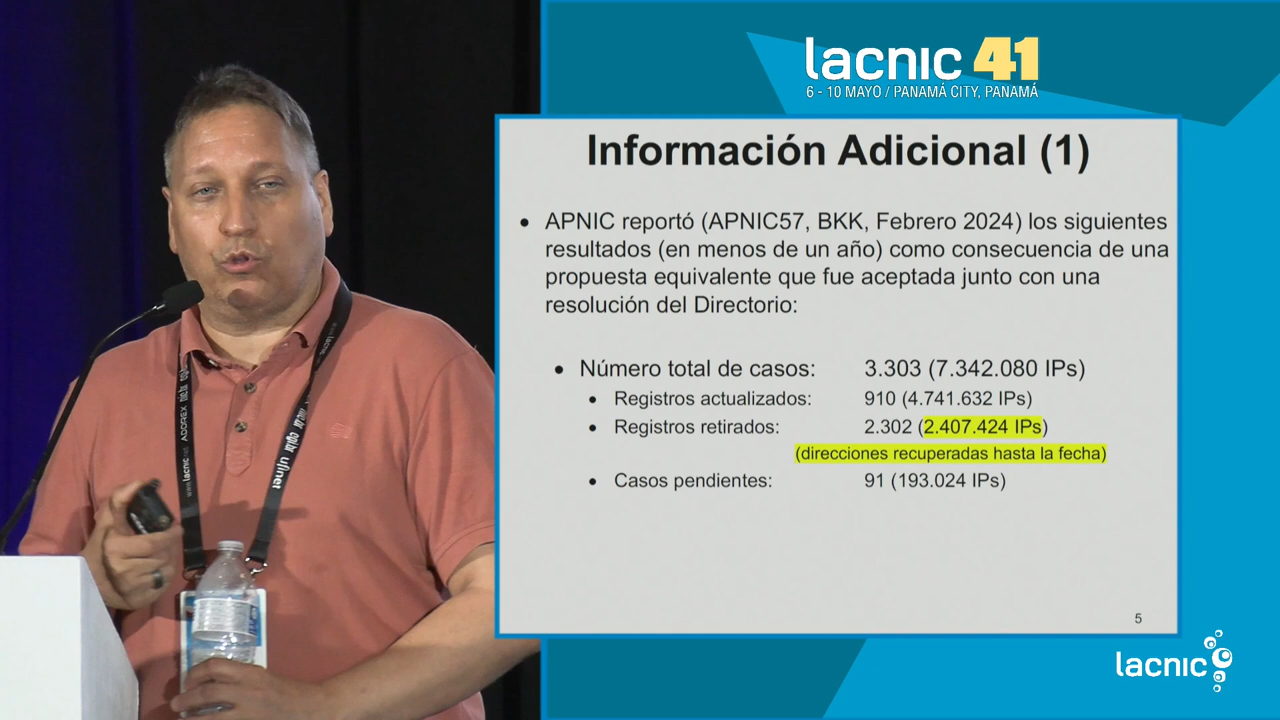 lacnic 41
6 - 10 MAYO / PANAMÁ CITY, PANAMÁ
Información Adicional (1)
• APNIC reportó (APNIC57, BKK, Febrero 2024) los siguientes
resultados (en menos de un año) como consecuencia de una
propuesta equivalente que fue aceptada junto con una
resolución del Directorio:
• Número total de casos: 3.303 (7.342.080 IPs)
• Registros actualizados: 910 (4.741.632 IPs)
• Registros retirados: 2.302 (2.407.424 IPs)
(direcciones recuperadas hasta la fecha)
• Casos pendientes: 91 (193.024 IPs)
5
lacnic
www.lacnic
ADDREX
ufinet